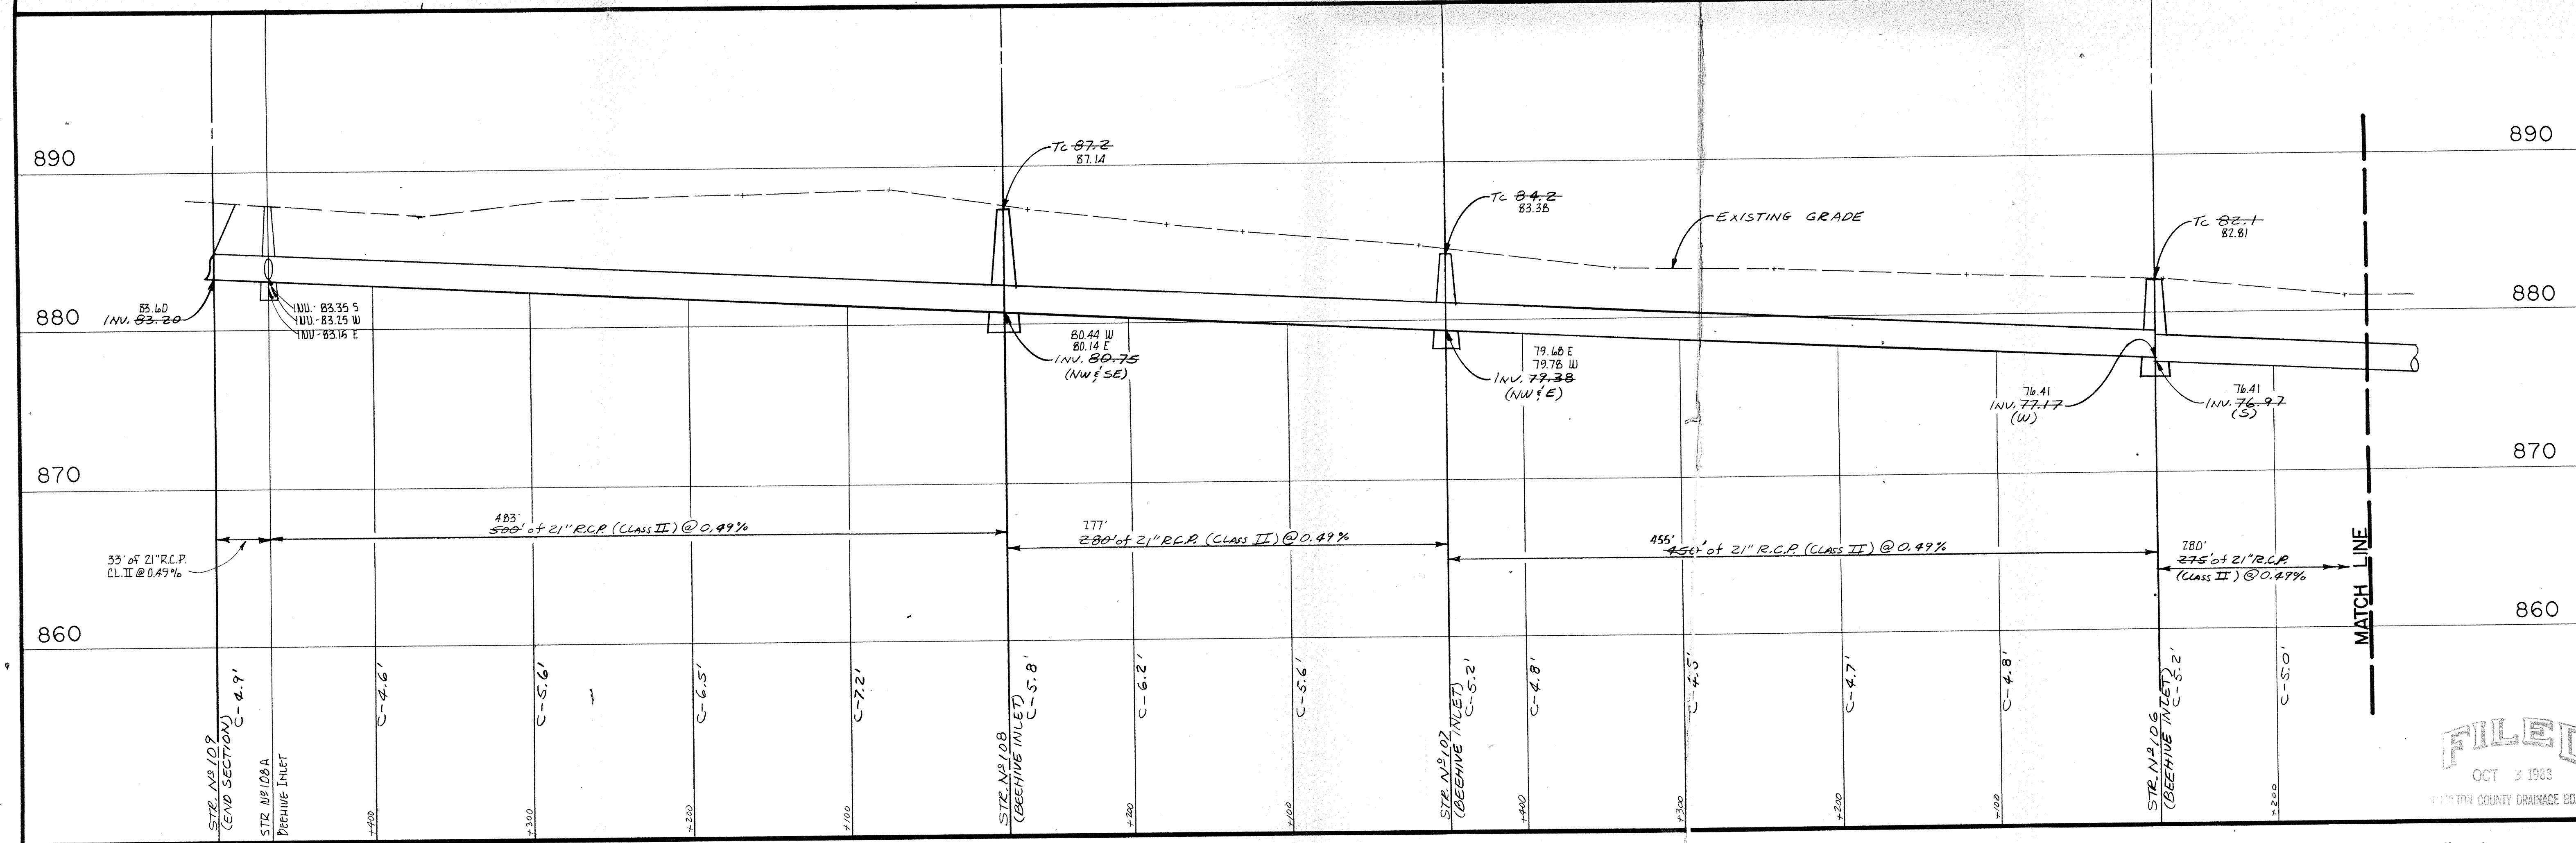 890
890
Tc 87.2
87.14
Tc 84.2
83.38
EXISTING GRADE
Tc 82.1
82.81
880
83.60
INV. 83.20
INV.- 83.35 S
INV.- 83.25 W
INV.- 83.15 E
80.44 W
80.14 E
INV. 80.75
(NW & SE)
79.68 E
79.78 W
INV. 79.38
(NW & E)
76.41
INV. 77.17
(W)
76.41
INV. 76.97
(S)
880
870
870
33' of 21" R.C.P.
CL. II @ 0.49%
483'
500' of 21" R.C.P. (CLASS II) @ 0.49%
277'
280' of 21" R.C.P. (CLASS II) @ 0.49%
455'
450' of 21" R.C.P. (CLASS II) @ 0.49%
280'
275' of 21" R.C.P.
(CLASS II) @ 0.49%
MATCH LINE
860
860
STR. Nº 109
(END SECTION)
C-4.9'
STR Nº 108A
BEEHIVE INLET
+400
C-4.6'
+300
C-5.6'
+200
C-6.5'
+100
C-7.2'
STR. Nº 108
(BEEHIVE INLET)
C-5.8'
+200
C-6.2'
+100
C-5.6'
STR. Nº 107
(BEEHIVE INLET)
C-5.2'
+400
C-4.8'
+300
C-4.5'
+200
C-4.7'
+100
C-4.8'
STR. Nº 106
(BEEHIVE INLET)
C-5.2'
+200
C-5.0'
FILED
OCT 3 1988
COUNTY DRAINAGE BO